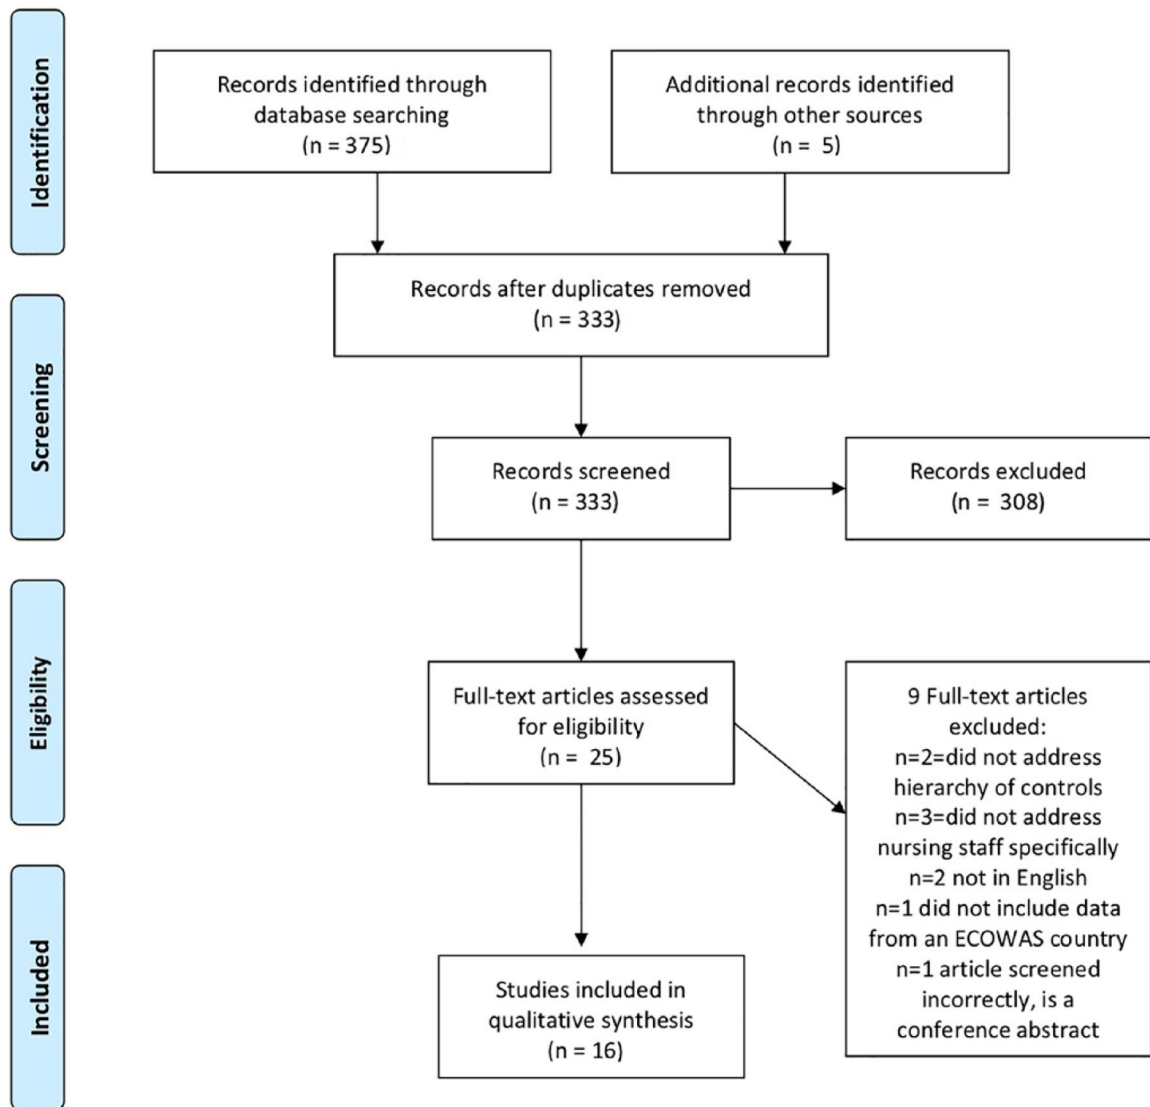 Identification
Records identified through
database searching
(n = 375)
Additional records identified
through other sources
(n = 5)
Records after duplicates removed
(n = 333)
Screening
Records screened
(n = 333)
Records excluded
(n = 308)
Eligibility
Full-text articles assessed
for eligibility
(n = 25)
9 Full-text articles
excluded:
n=2=did not address
hierarchy of controls
n=3=did not address
nursing staff specifically
n=2 not in English
n=1 did not include data
from an ECOWAS country
n=1 article screened
incorrectly, is a
conference abstract
Included
Studies included in
qualitative synthesis
(n = 16)